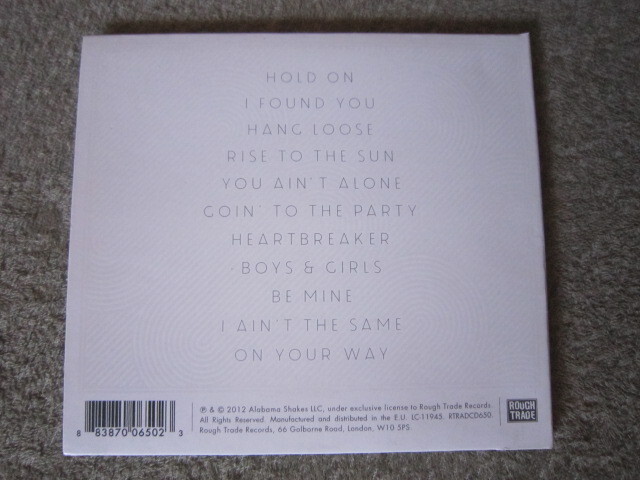 HOLD ON
I FOUND YOU
HANG LOOSE
RISE TO THE SUN
YOU AIN'T ALONE
GOIN' TO THE PARTY
HEARTBREAKER
BOYS & GIRLS
BE MINE
I AIN'T THE SAME
ON YOUR WAY
℗ & © 2012 Alabama Shakes LLC, under exclusive license to Rough Trade Records.
All Rights Reserved. Manufactured and distributed in the E.U. LC-11945. RTRADCD650.
Rough Trade Records, 66 Golborne Road, London, W10 5PS.
8 83870 06502 3
ROUGH
TRADE